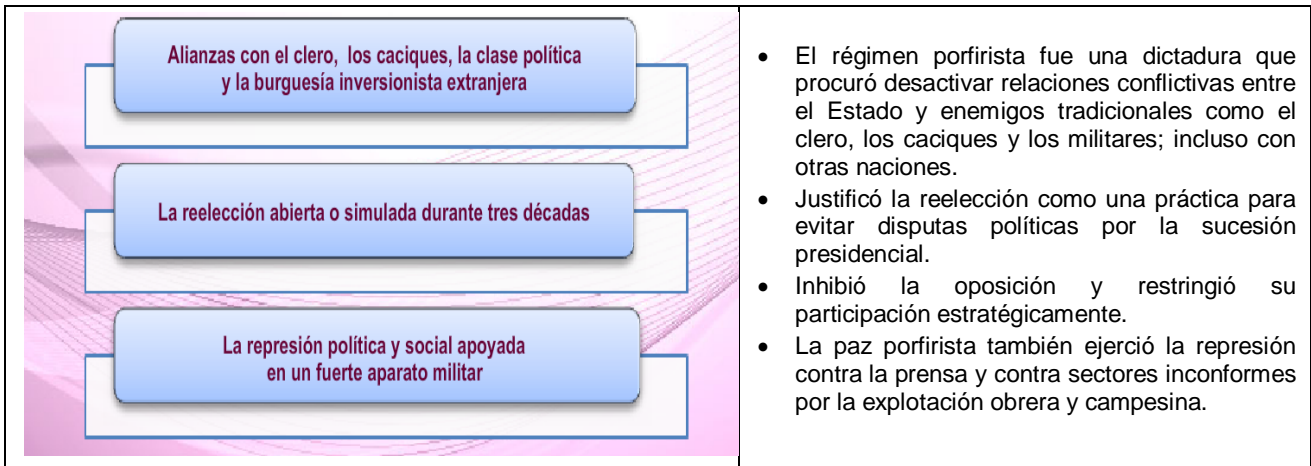 Alianzas con el clero, los caciques, la clase política
y la burguesía inversionista extranjera
La reelección abierta o simulada durante tres décadas
La represión política y social apoyada
en un fuerte aparato militar
• El régimen porfirista fue una dictadura que
procuró desactivar relaciones conflictivas entre
el Estado y enemigos tradicionales como el
clero, los caciques y los militares; incluso con
otras naciones.
• Justificó la reelección como una práctica para
evitar disputas políticas por la sucesión
presidencial.
• Inhibió la oposición y restringió su
participación estratégicamente.
• La paz porfirista también ejerció la represión
contra la prensa y contra sectores inconformes
por la explotación obrera y campesina.